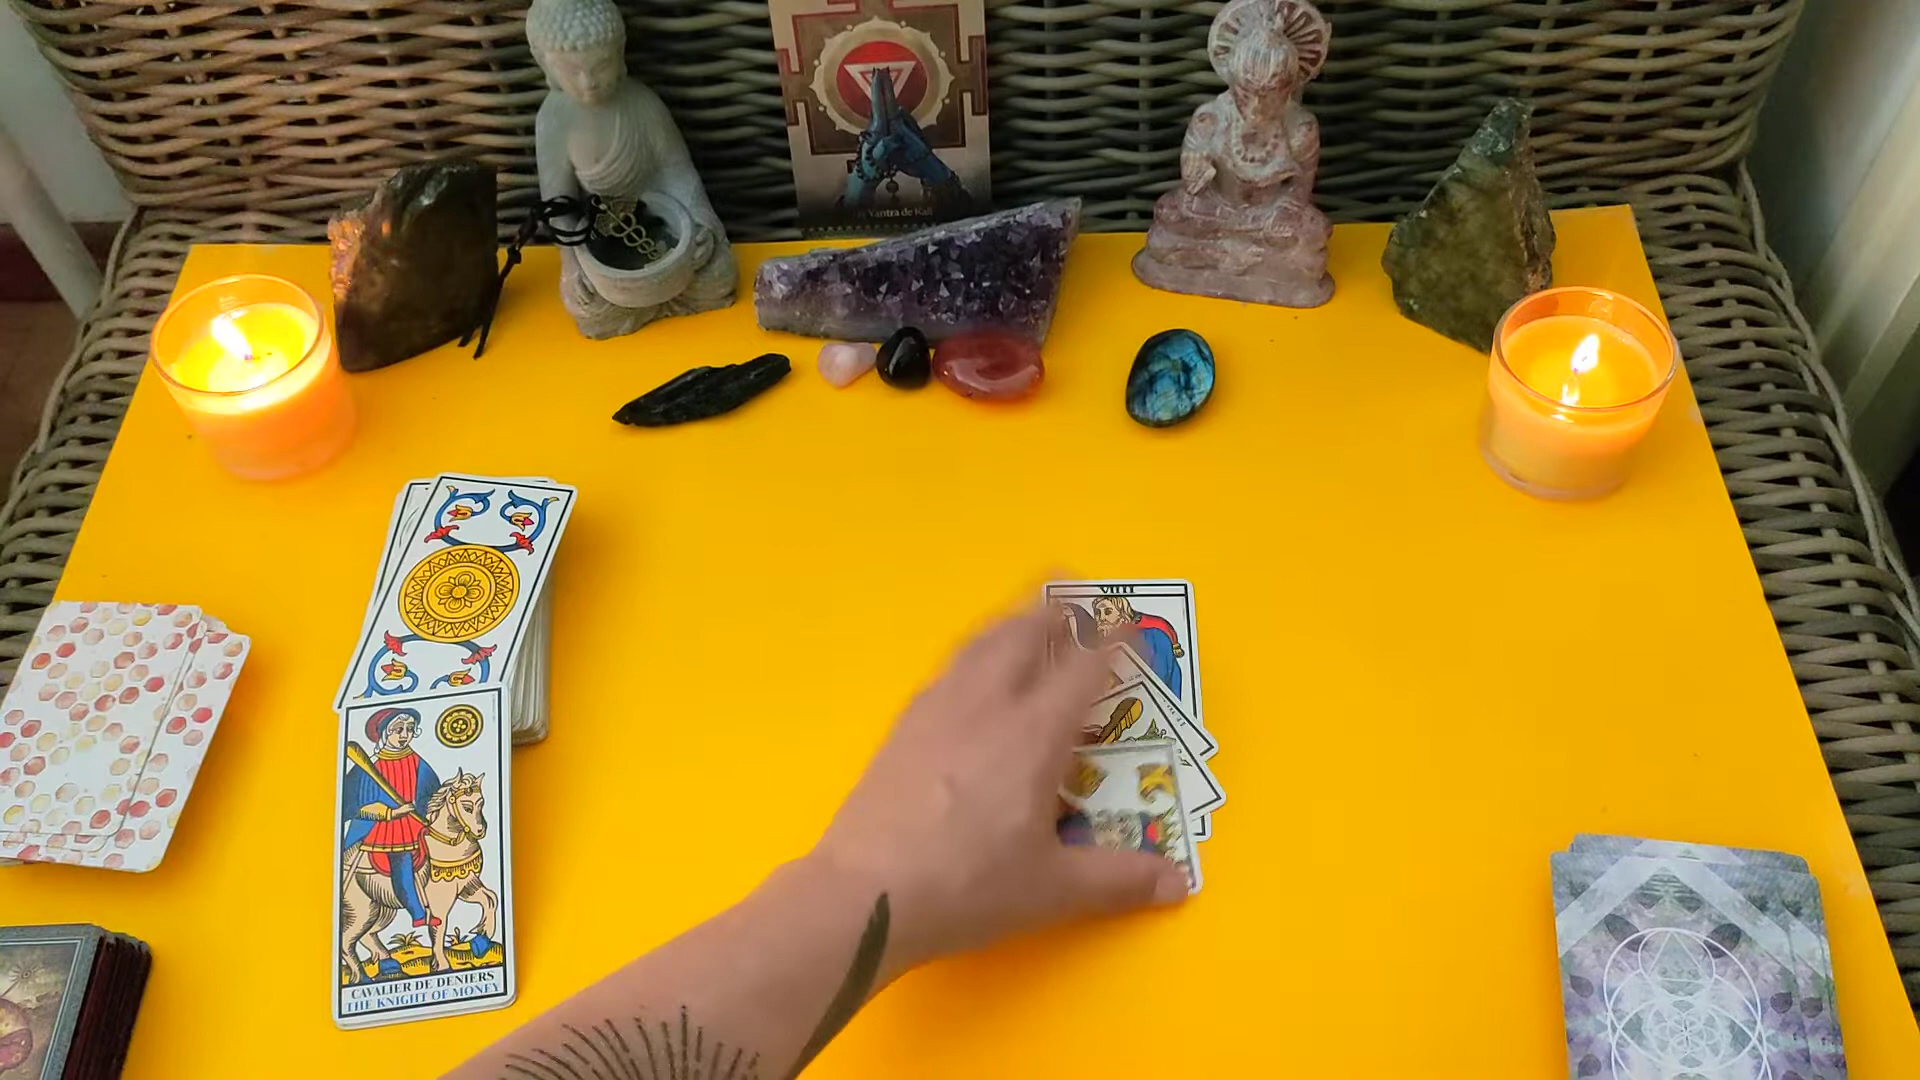 Yantra de Kali
VIIII
CAVALIER DE DENIERS
THE KNIGHT OF MONEY